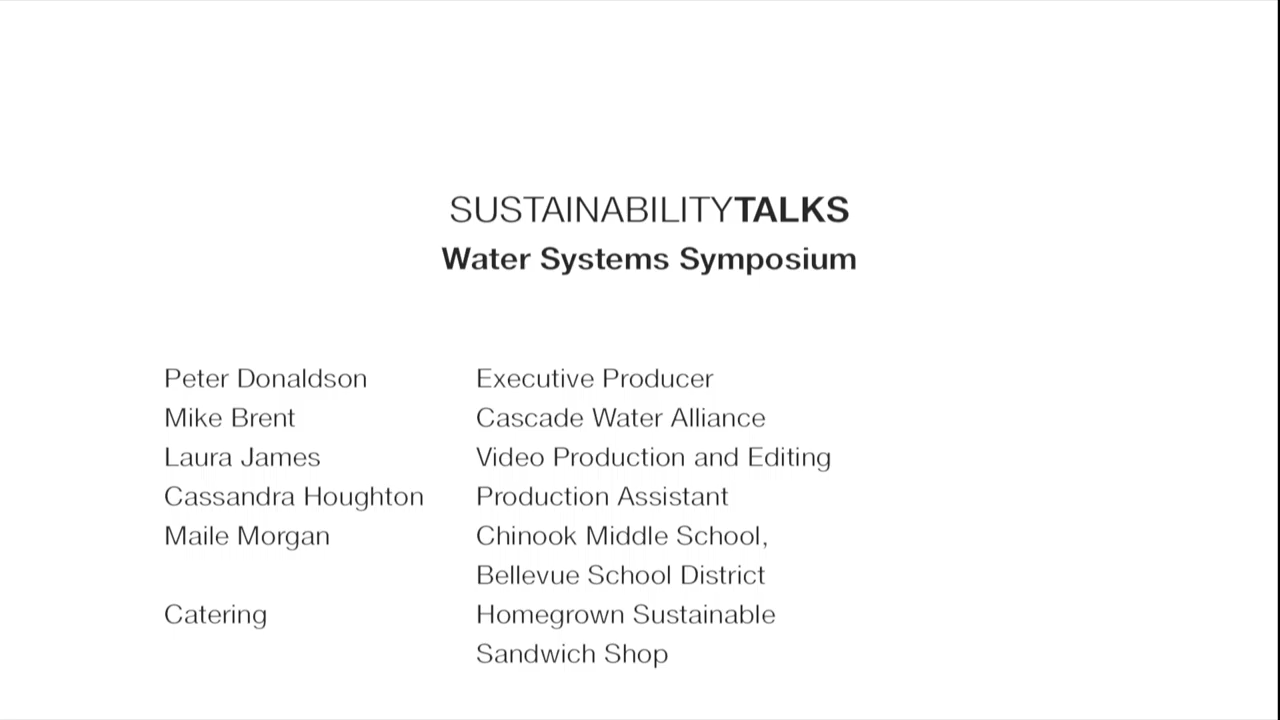 SUSTAINABILITYTALKS
Water Systems Symposium
Peter Donaldson Executive Producer
Mike Brent Cascade Water Alliance
Laura James Video Production and Editing
Cassandra Houghton Production Assistant
Maile Morgan Chinook Middle School,
Bellevue School District
Catering Homegrown Sustainable
Sandwich Shop